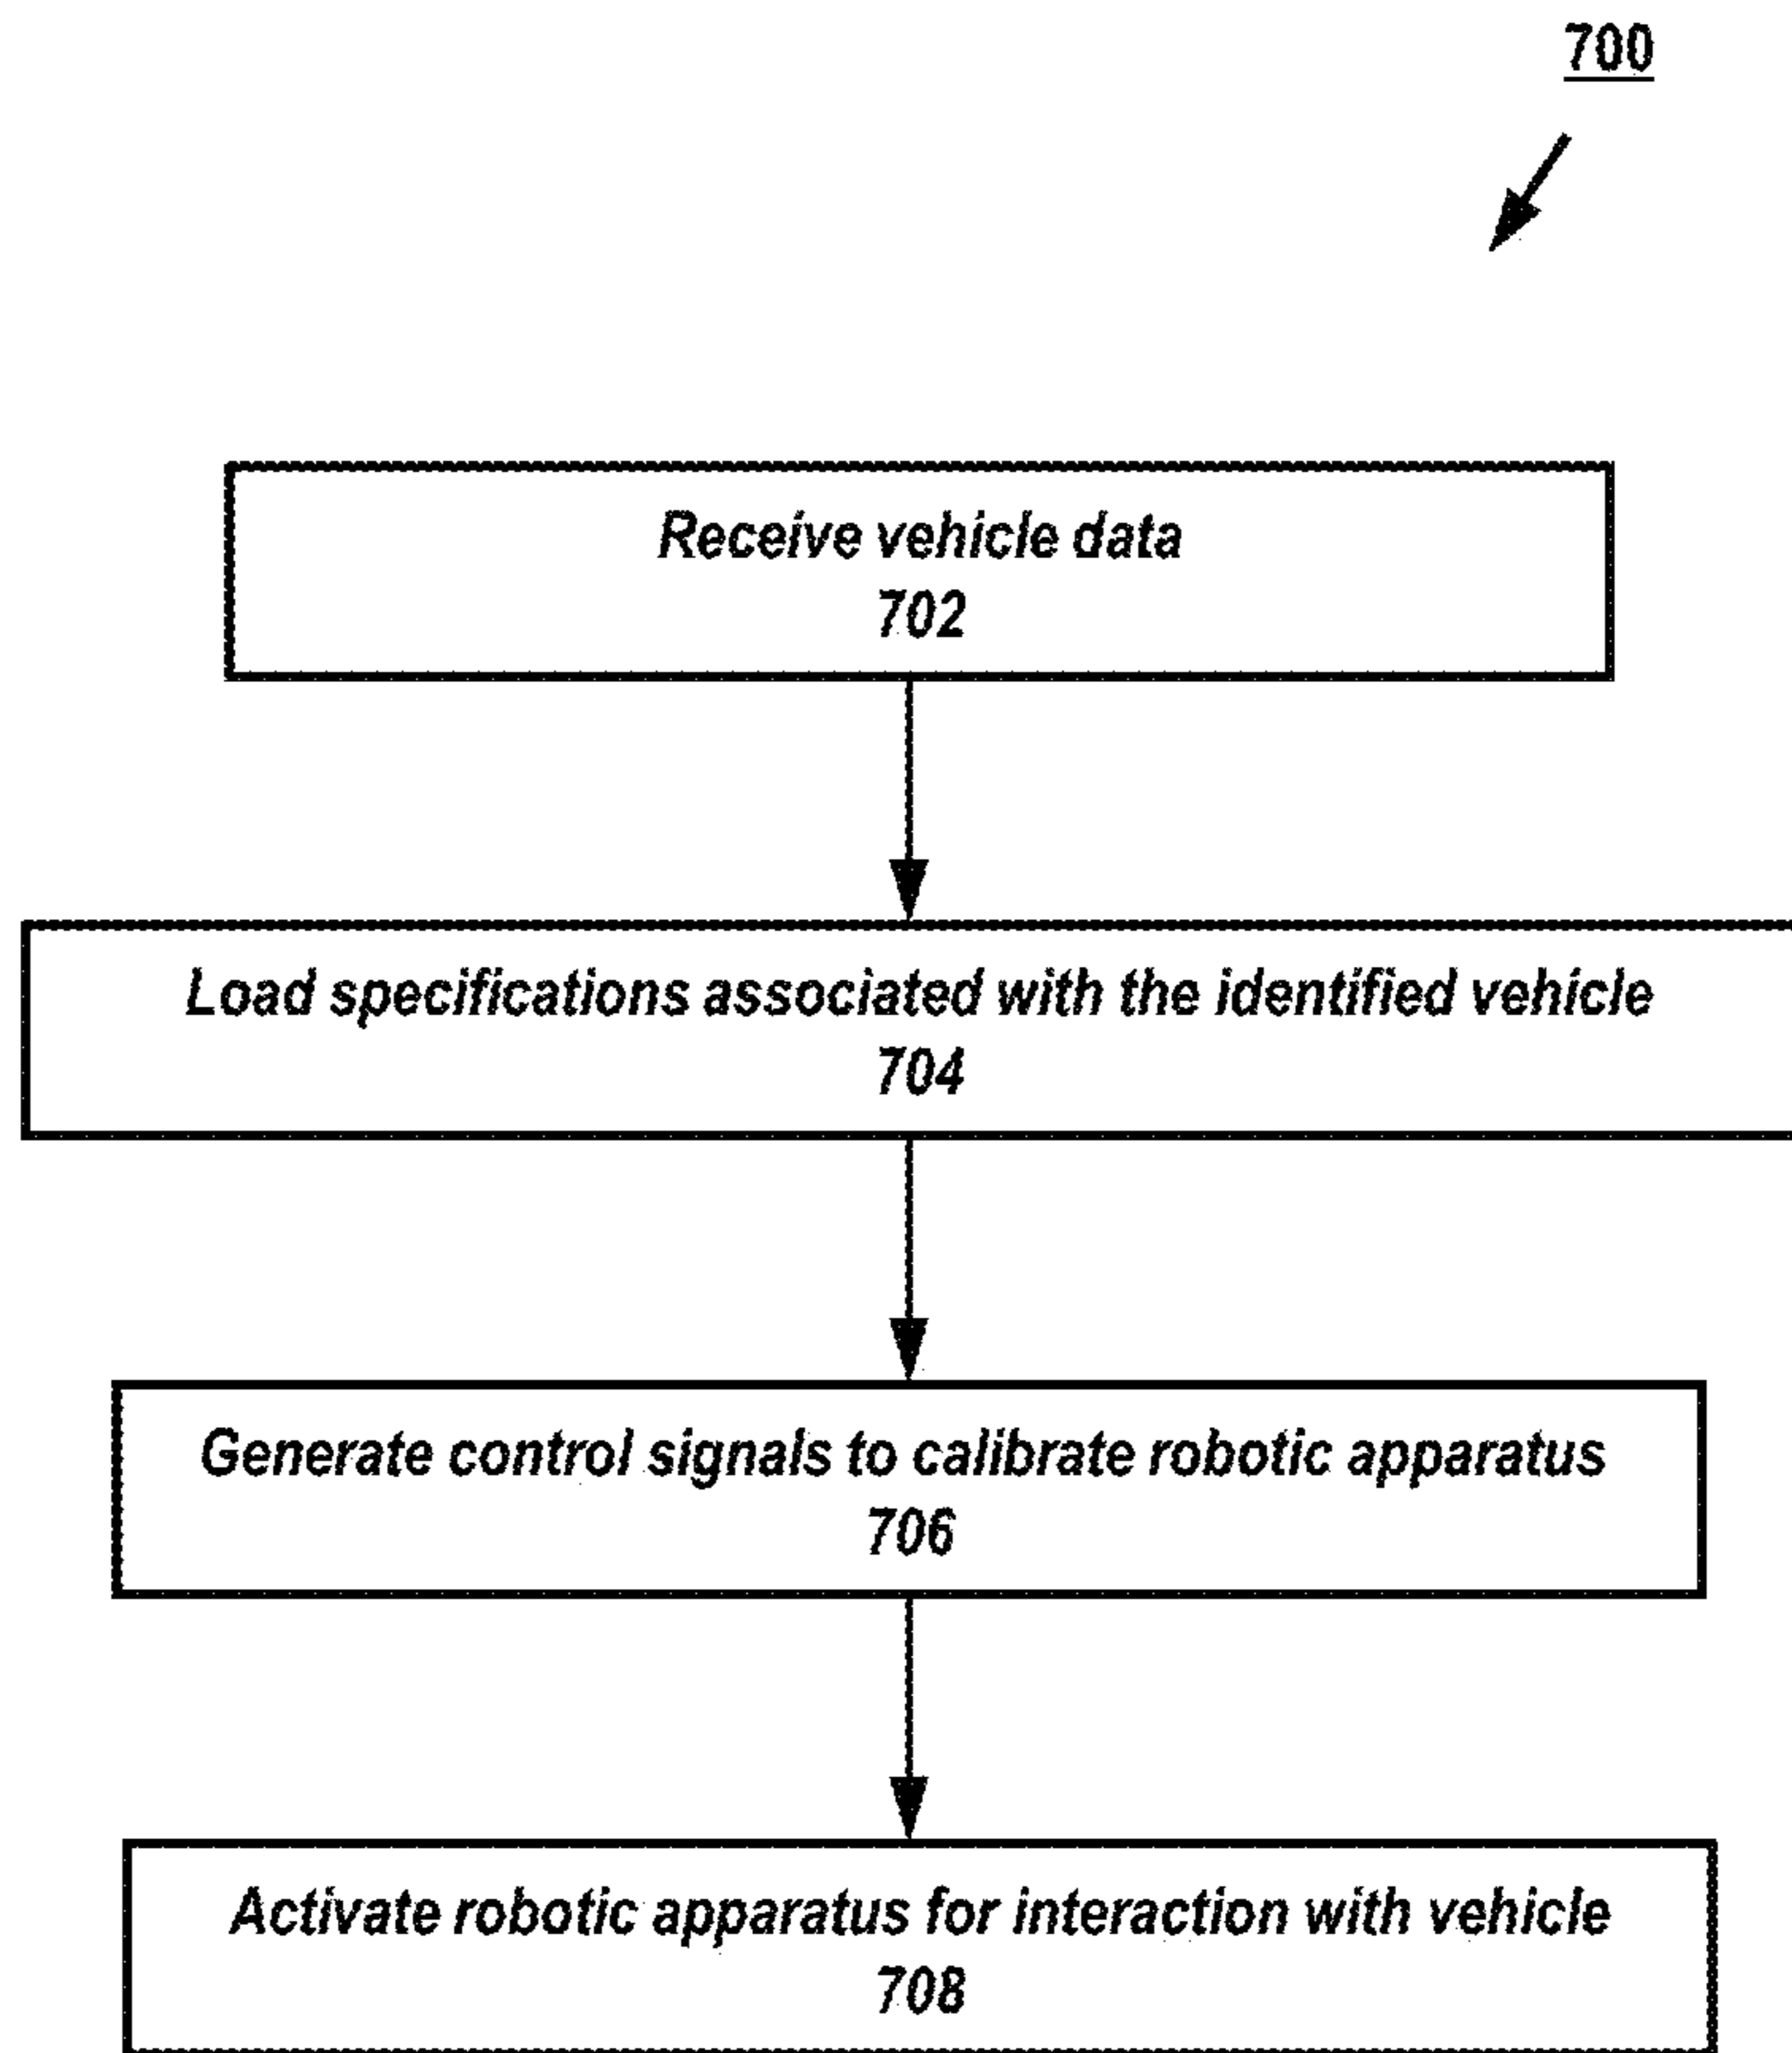 700
Receive vehicle data
702
Load specifications associated with the identified vehicle
704
Generate control signals to calibrate robotic apparatus
706
Activate robotic apparatus for interaction with vehicle
708